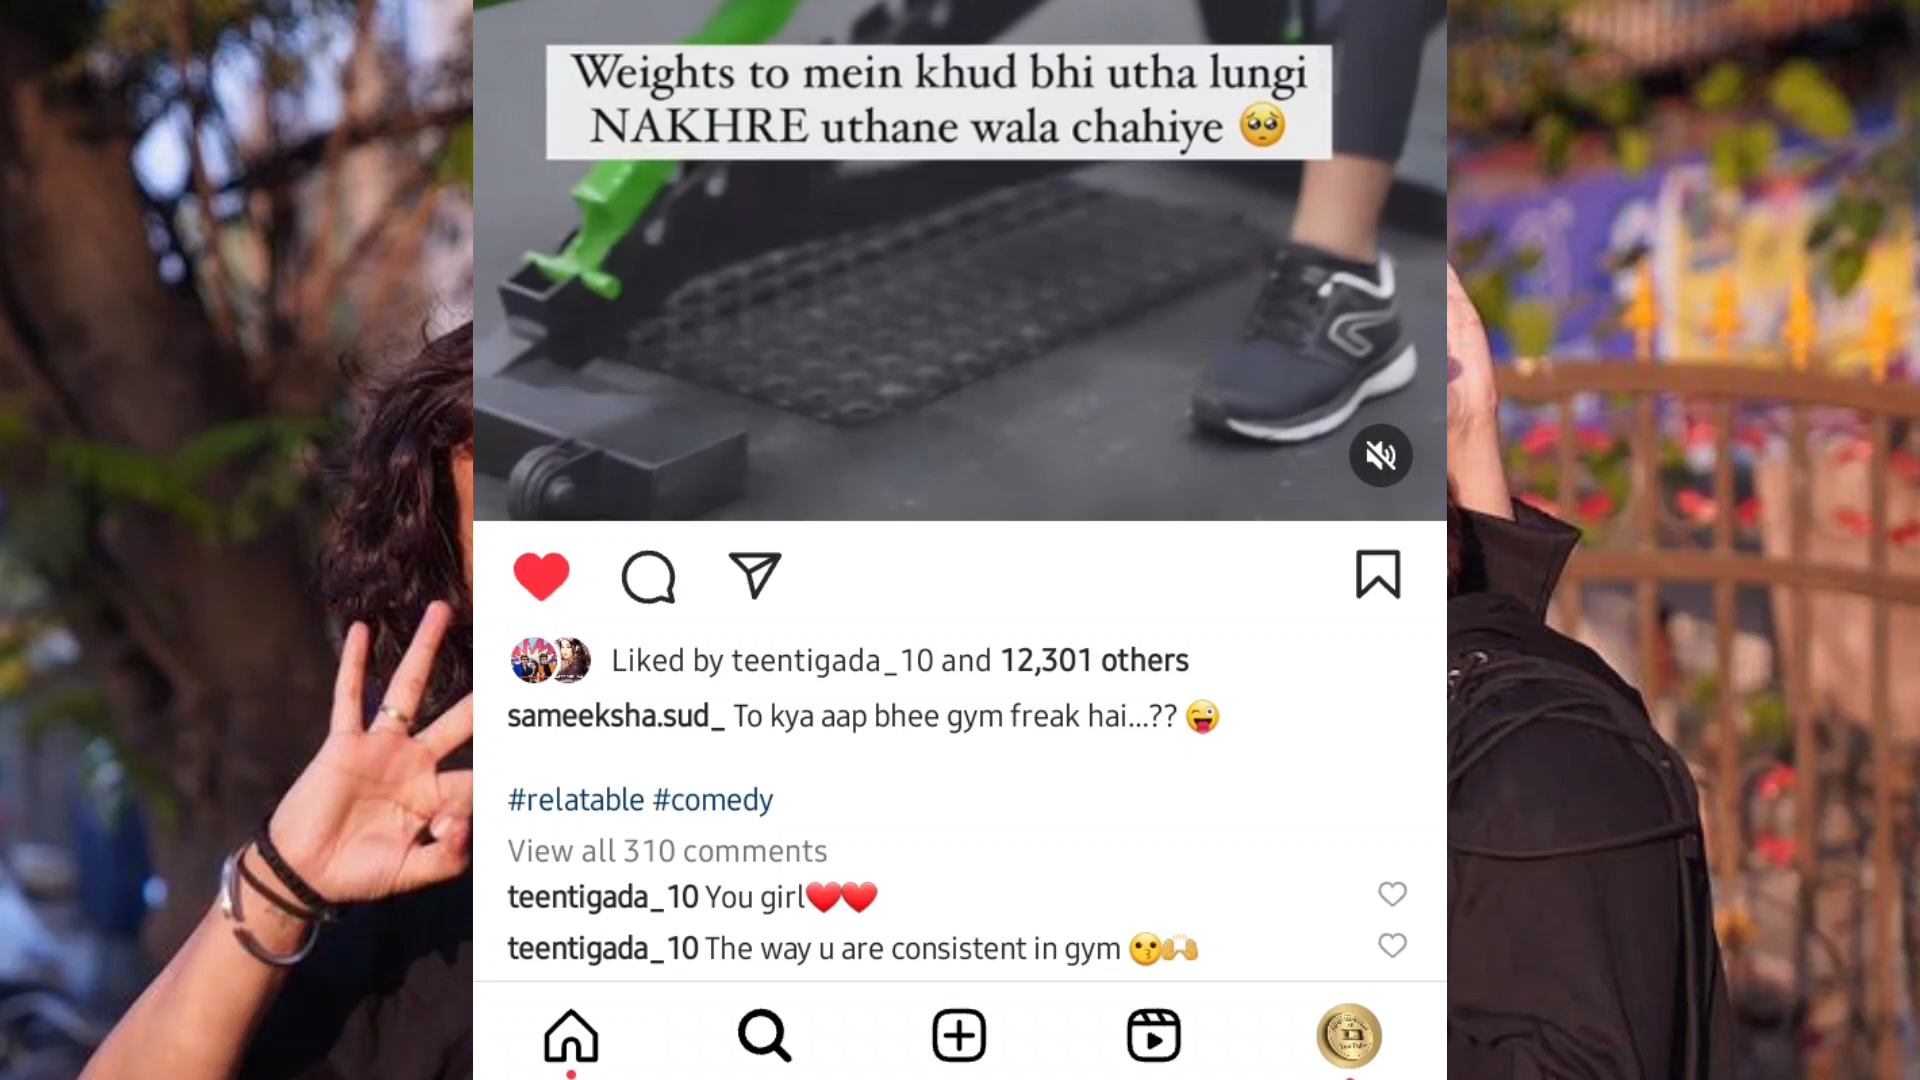 Weights to mein khud bhi utha lungi
NAKHRE uthane wala chahiye 🥺
Liked by teentigada_10 and 12,301 others
sameeksha.sud_ To kya aap bhee gym freak hai...?? 😜
#relatable #comedy
View all 310 comments
teentigada_10 You girl❤️❤️
teentigada_10 The way u are consistent in gym 😗🙌